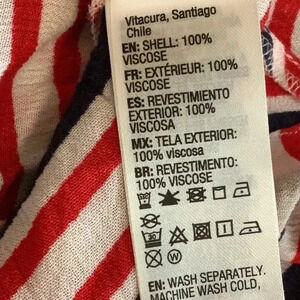 Vitacura, Santiago
Chile
EN: SHELL: 100%
VISCOSE
FR: EXTÉRIEUR: 100%
VISCOSE
ES: REVESTIMIENTO
EXTERIOR: 100%
VISCOSA
MX: TELA EXTERIOR:
100% viscosa
BR: REVESTIMENTO:
100% VISCOSE
EN: WASH SEPARATELY.
MACHINE WASH COLD,